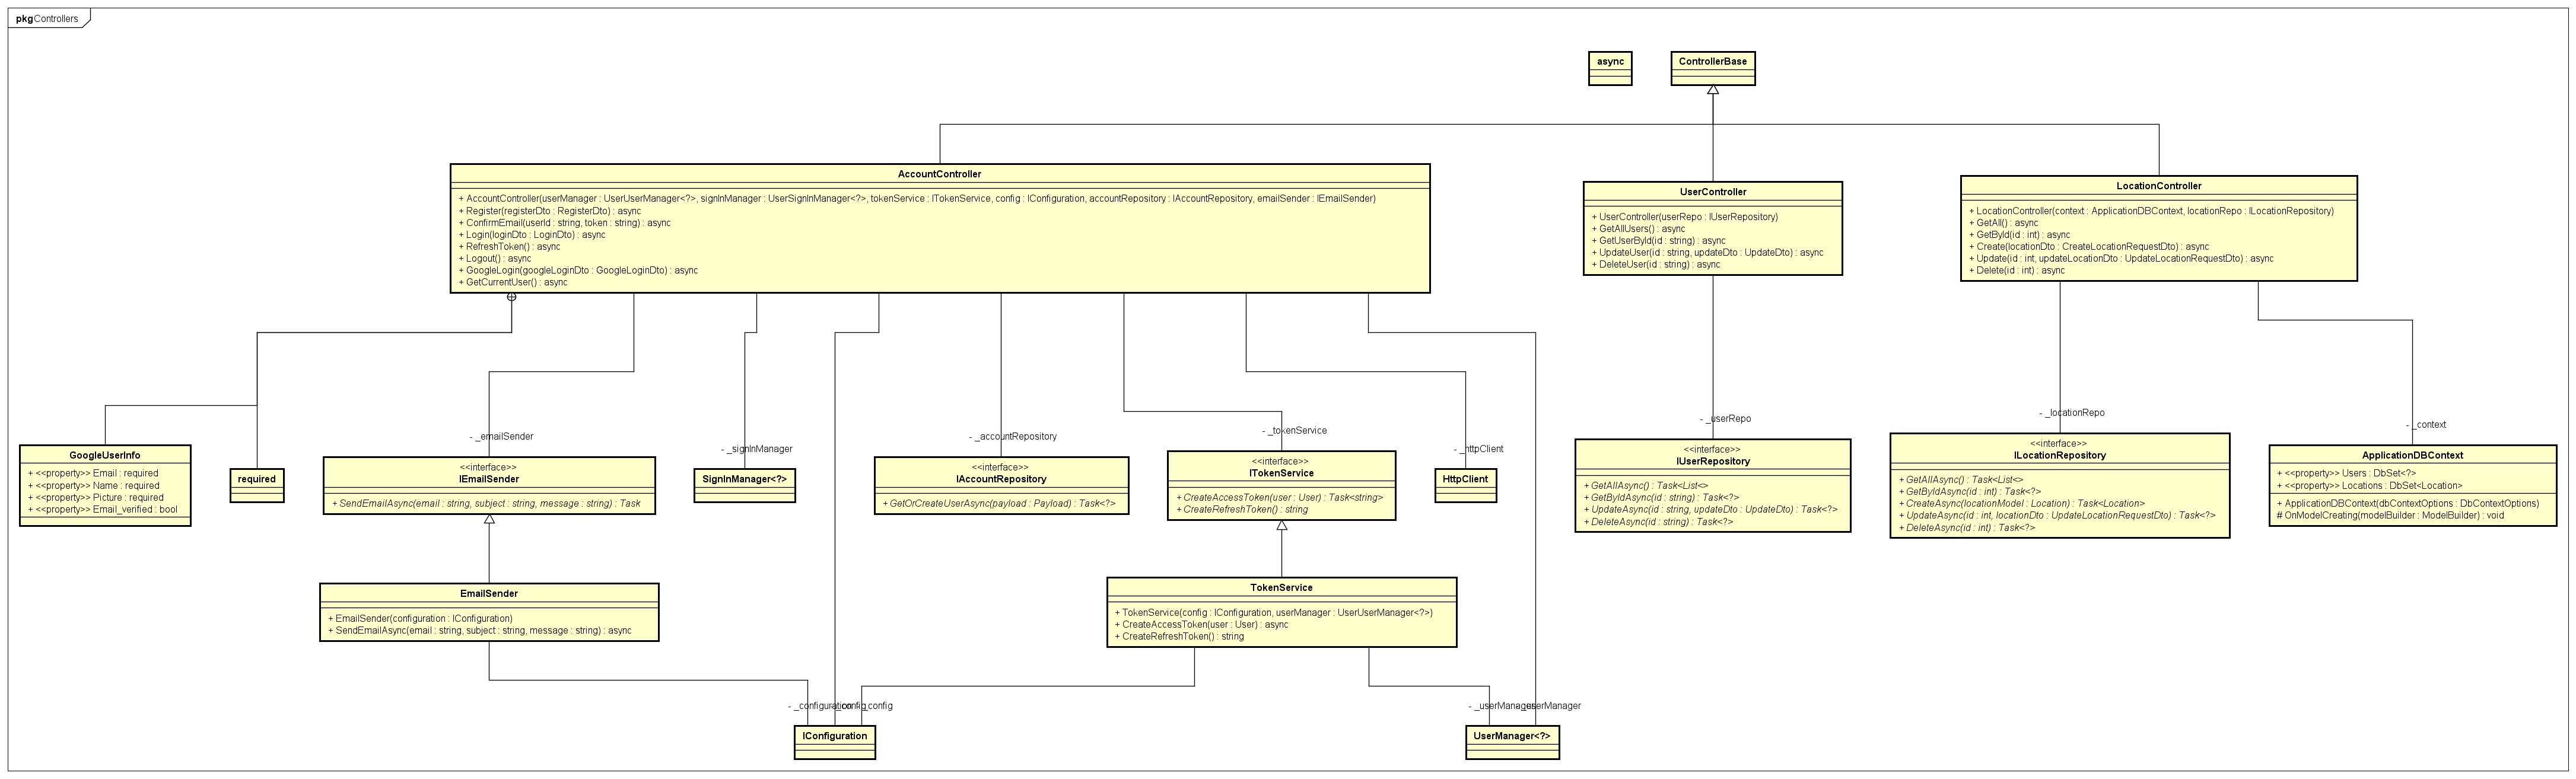 pkg Controllers
async
ControllerBase
AccountController
+ AccountController(userManager : UserUserManager<?>, signInManager : UserSignInManager<?>, tokenService : ITokenService, config : IConfiguration, accountRepository : IAccountRepository, emailSender : IEmailSender)
+ Register(registerDto : RegisterDto) : async
+ ConfirmEmail(userId : string, token : string) : async
+ Login(loginDto : LoginDto) : async
+ RefreshToken() : async
+ Logout() : async
+ GoogleLogin(googleLoginDto : GoogleLoginDto) : async
+ GetCurrentUser() : async
UserController
+ UserController(userRepo : IUserRepository)
+ GetAllUsers() : async
+ GetUserById(id : string) : async
+ UpdateUser(id : string, updateDto : UpdateDto) : async
+ DeleteUser(id : string) : async
LocationController
+ LocationController(context : ApplicationDBContext, locationRepo : ILocationRepository)
+ GetAll() : async
+ GetById(id : int) : async
+ Create(locationDto : CreateLocationRequestDto) : async
+ Update(id : int, updateLocationDto : UpdateLocationRequestDto) : async
+ Delete(id : int) : async
- _emailSender
- _signInManager
- _accountRepository
- _tokenService
- _httpClient
- _userRepo
- _locationRepo
- _context
GoogleUserInfo
+ <<property>> Email : required
+ <<property>> Name : required
+ <<property>> Picture : required
+ <<property>> Email_verified : bool
required
<<interface>>
IEmailSender
+ SendEmailAsync(email : string, subject : string, message : string) : Task
SignInManager<?>
<<interface>>
IAccountRepository
+ GetOrCreateUserAsync(payload : Payload) : Task<?>
<<interface>>
ITokenService
+ CreateAccessToken(user : User) : Task<string>
+ CreateRefreshToken() : string
HttpClient
<<interface>>
IUserRepository
+ GetAllAsync() : Task<List<>
+ GetByIdAsync(id : string) : Task<?>
+ UpdateAsync(id : string, updateDto : UpdateDto) : Task<?>
+ DeleteAsync(id : string) : Task<?>
<<interface>>
ILocationRepository
+ GetAllAsync() : Task<List<>
+ GetByIdAsync(id : int) : Task<?>
+ CreateAsync(locationModel : Location) : Task<Location>
+ UpdateAsync(id : int, locationDto : UpdateLocationRequestDto) : Task<?>
+ DeleteAsync(id : int) : Task<?>
ApplicationDBContext
+ <<property>> Users : DbSet<?>
+ <<property>> Locations : DbSet<Location>
+ ApplicationDBContext(dbContextOptions : DbContextOptions)
# OnModelCreating(modelBuilder : ModelBuilder) : void
EmailSender
+ EmailSender(configuration : IConfiguration)
+ SendEmailAsync(email : string, subject : string, message : string) : async
TokenService
+ TokenService(config : IConfiguration, userManager : UserUserManager<?>)
+ CreateAccessToken(user : User) : async
+ CreateRefreshToken() : string
- _configuration
- _config
- _config
- _userManager
- _userManager
IConfiguration
UserManager<?>